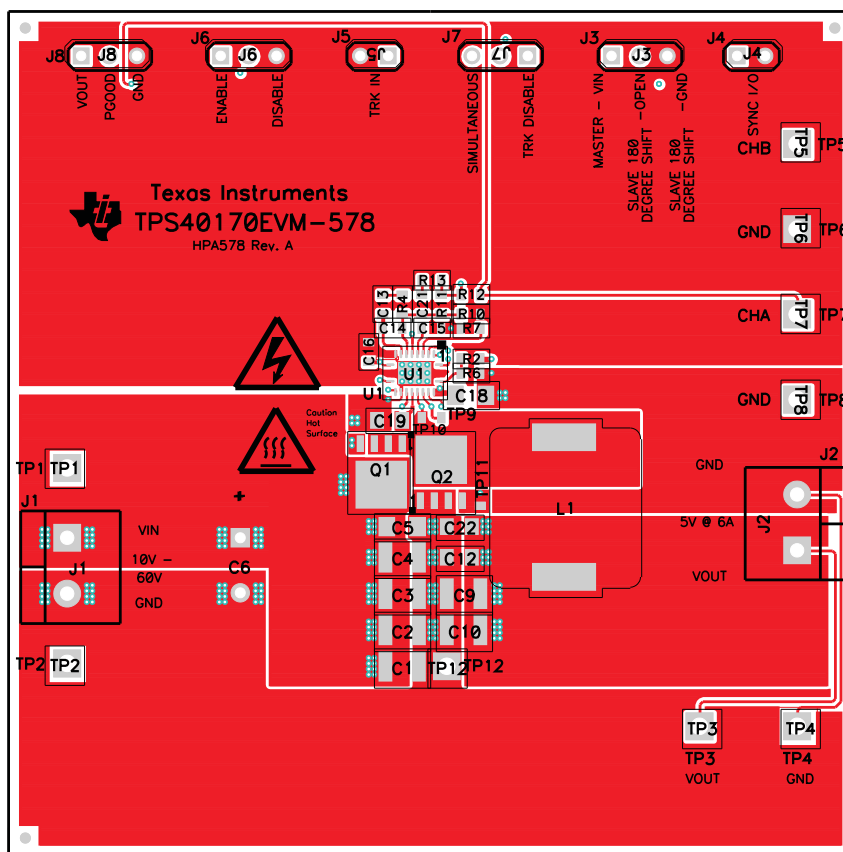 J8 J8
J6 J6
J5 J5
J7 J7
J3 J3
J4 J4
VOUT
PGOOD
GND
ENABLE
DISABLE
TRK IN
SIMULTANEOUS
TRK DISABLE
MASTER - VIN
SLAVE 180 -OPEN
DEGREE SHIFT
SLAVE 180 -GND
DEGREE SHIFT
SYNC I/O
CHB TP5 TP5
Texas Instruments
TPS40170EVM-578
HPA578 Rev. A
GND TP6 TP6
CHA TP7 TP7
GND TP8 TP8
R 3
C13 R4 C21 R11 R12
R10
C14 C15 R7
C16 1 R2
U1 R6
U1 C18
Caution
Hot
Surface
C19 TP10 TP9
Q1 Q2 TP11
1
L1
TP1 TP1
J1
VIN
J1 10V -
60V
GND
+
C6
C5 C22
C4 C12
C3 C9
C2 C10
C1 TP12 TP12
TP2 TP2
GND J2
5V @ 6A J2
VOUT
TP3 TP4
TP3 TP4
VOUT GND